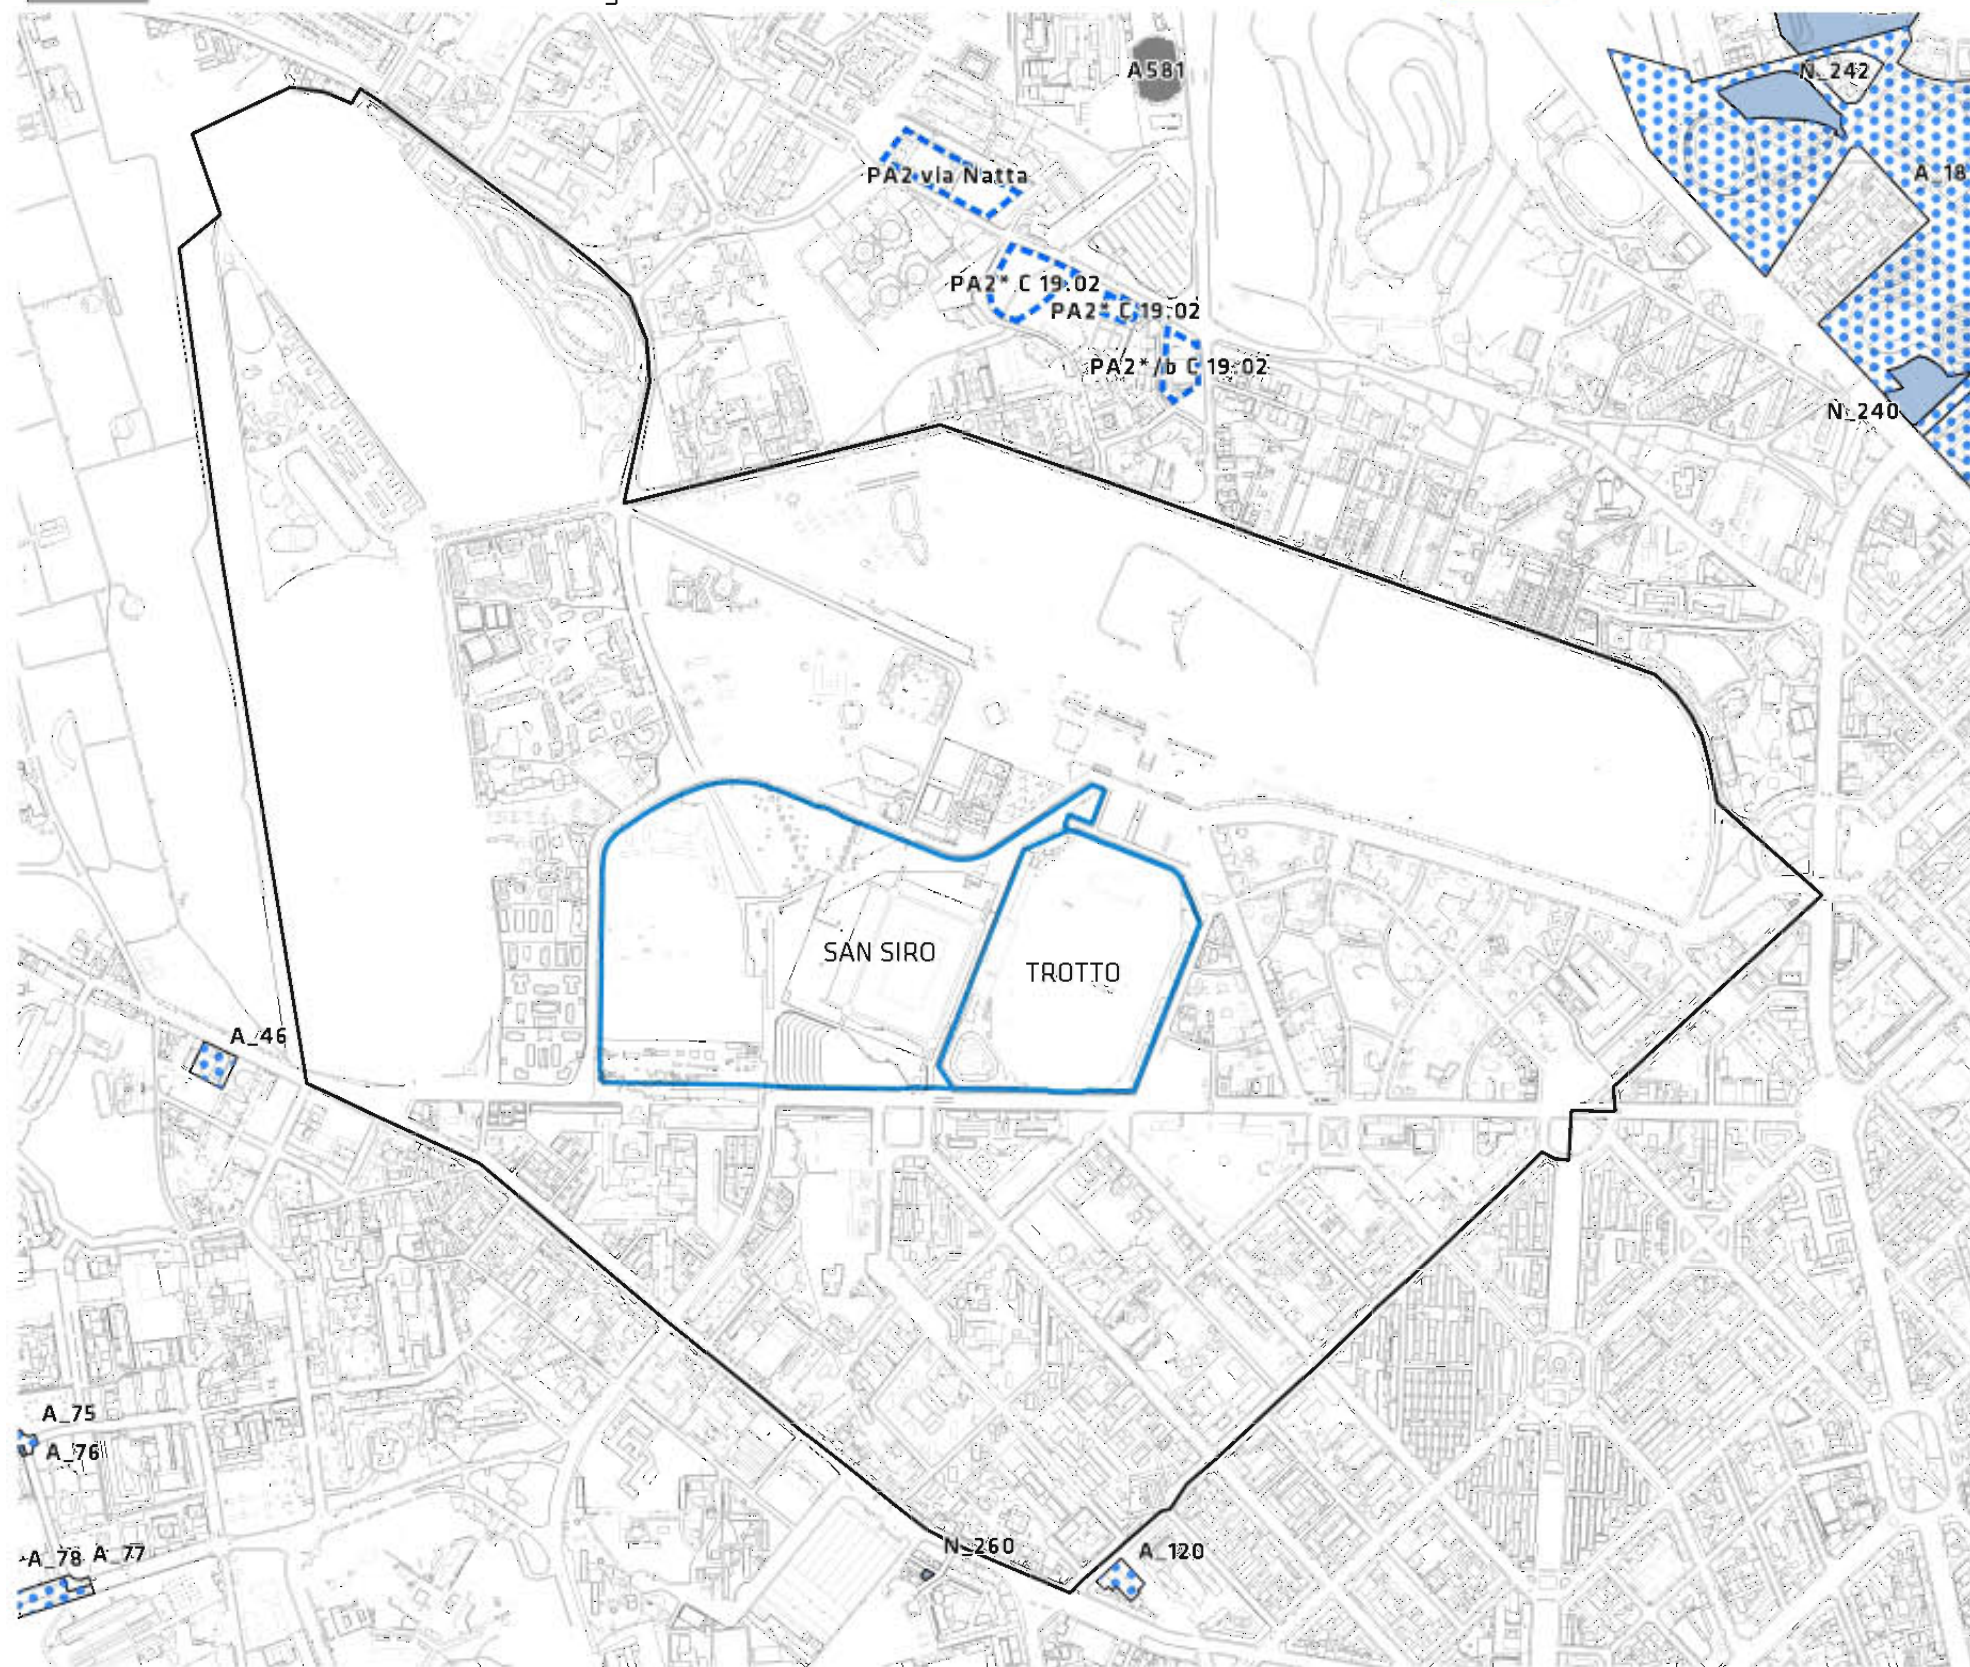 A581
N_242
PA2 via Natta
A_18
PA2* C 19.02
PA2* C 19.02
PA2*/b C 19.02
N_240
SAN SIRO
TROTTO
A_46
A_75
A_76
N_260
A_120
A_78
A_77